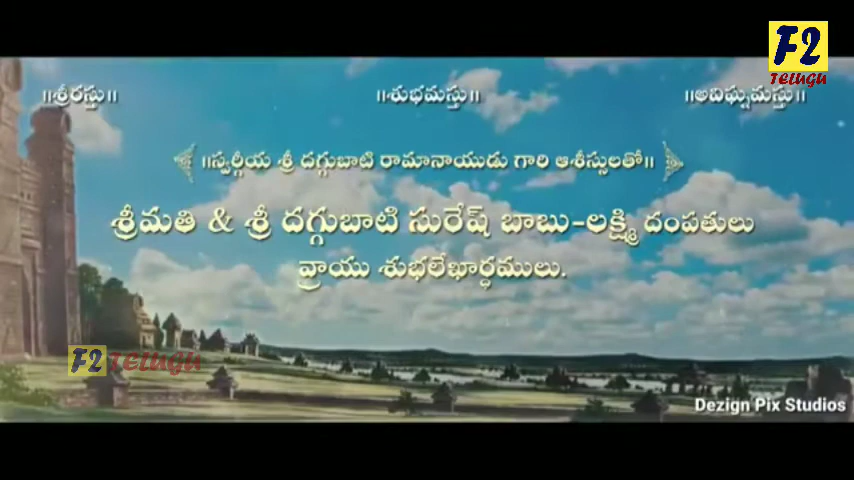 F2
TELUGU
||శ్రీరస్తు|| ||శుభమస్తు|| ||అవిఘ్నమస్తు||
||స్వర్గీయ శ్రీ దగ్గుబాటి రామానాయుడు గారి ఆశీస్సులతో||
శ్రీమతి & శ్రీ దగ్గుబాటి సురేష్ బాబు-లక్ష్మి దంపతులు
వ్రాయు శుభలేఖార్థములు.
F2 TELUGU
Dezign Pix Studios